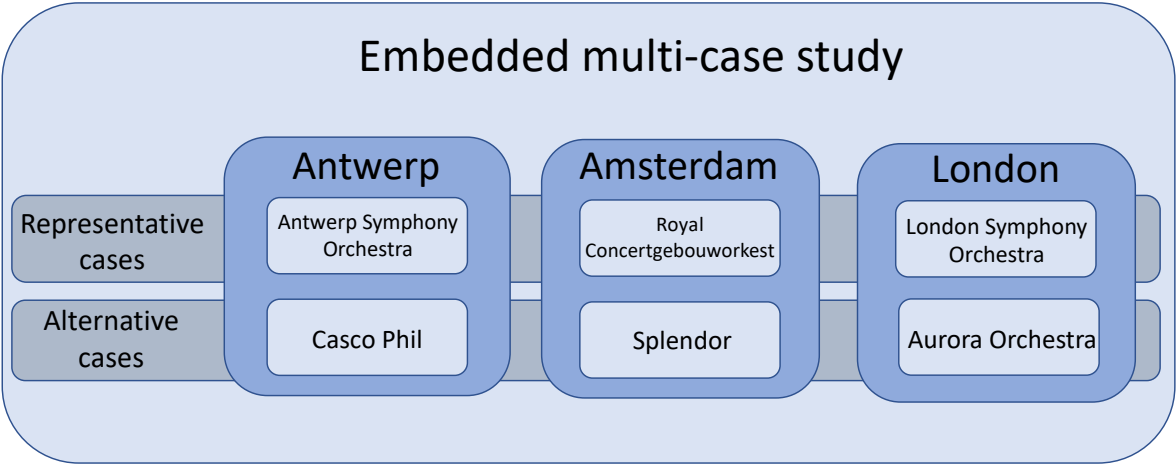 Embedded multi-case study
Antwerp
Amsterdam
London
Representative
cases
Antwerp Symphony
Orchestra
Royal
Concertgebouworkest
London Symphony
Orchestra
Alternative
cases
Casco Phil
Splendor
Aurora Orchestra